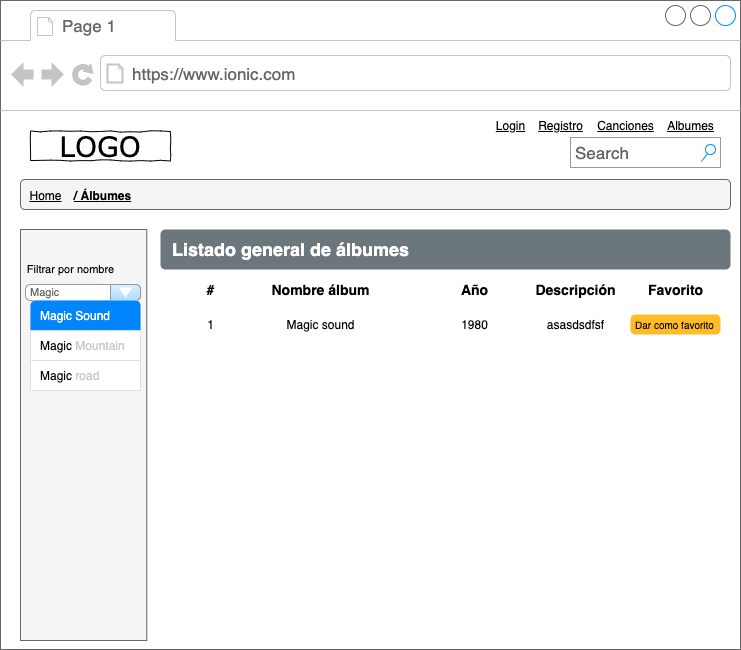 Page 1
https://www.ionic.com
Login Registro Canciones Albumes
LOGO
Search
Home / Álbumes
Listado general de álbumes
Filtrar por nombre
Magic
Magic Sound
Magic Mountain
Magic road
# Nombre álbum Año Descripción Favorito
1 Magic sound 1980 asasdsdfsf Dar como favorito